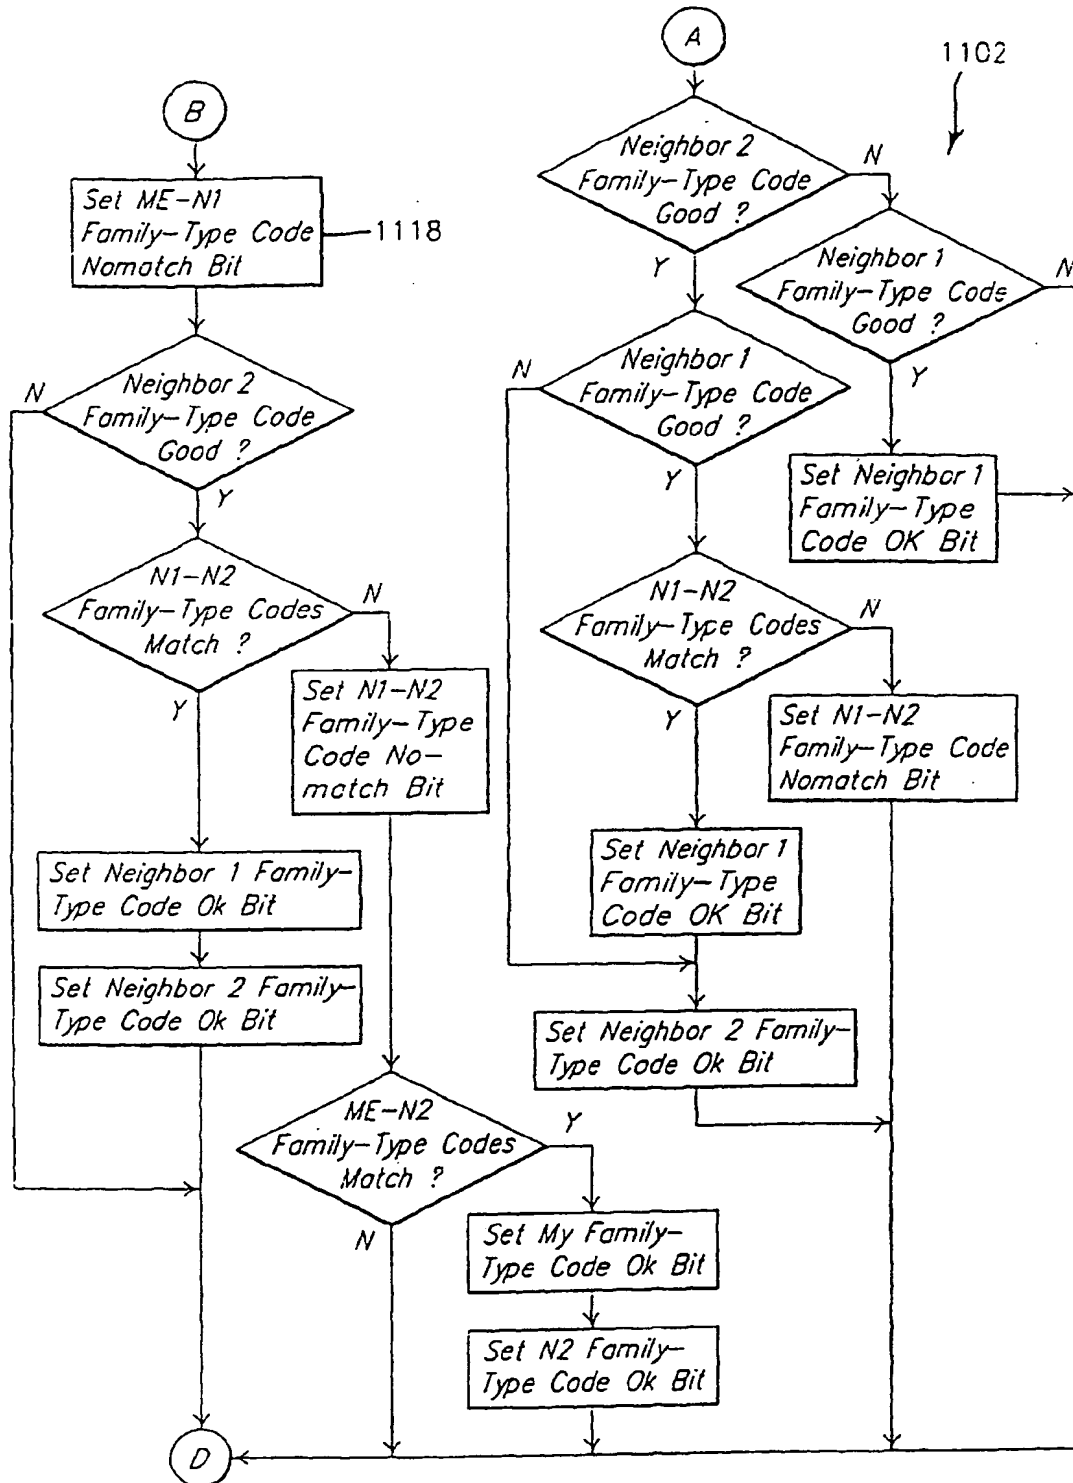 A
1102
Neighbor 2
Family-Type Code
Good ?
N
Y
Neighbor 1
Family-Type Code
Good ?
N
Y
Set Neighbor 1
Family-Type
Code OK Bit
Neighbor 1
Family-Type Code
Good ?
N
Y
N1-N2
Family-Type Codes
Match ?
N
Y
Set N1-N2
Family-Type Code
Nomatch Bit
Set Neighbor 1
Family-Type
Code OK Bit
Set Neighbor 2 Family-
Type Code Ok Bit
B
Set ME-N1
Family-Type Code
Nomatch Bit
1118
Neighbor 2
Family-Type Code
Good ?
N
Y
N1-N2
Family-Type Codes
Match ?
N
Y
Set N1-N2
Family-Type
Code No-
match Bit
Set Neighbor 1 Family-
Type Code Ok Bit
Set Neighbor 2 Family-
Type Code Ok Bit
ME-N2
Family-Type Codes
Match ?
Y
N
Set My Family-
Type Code Ok Bit
Set N2 Family-
Type Code Ok Bit
D